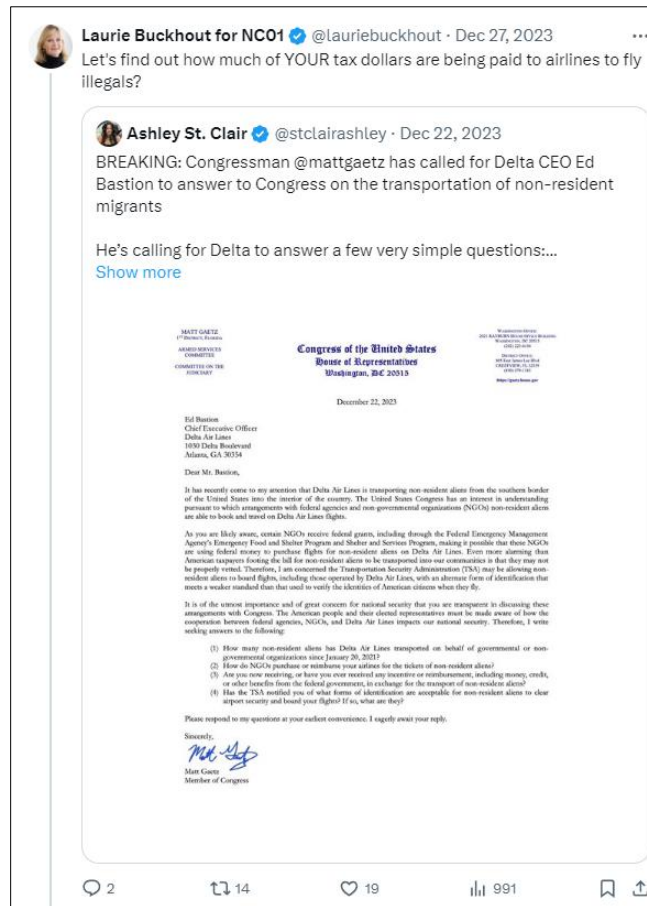 Laurie Buckhout for NC01 @lauriebuckhout · Dec 27, 2023 ...
Let's find out how much of YOUR tax dollars are being paid to airlines to fly
illegals?
Ashley St. Clair @stclairashley · Dec 22, 2023
BREAKING: Congressman @mattgaetz has called for Delta CEO Ed
Bastion to answer to Congress on the transportation of non-resident
migrants
He's calling for Delta to answer a few very simple questions:...
Show more
MATT GAETZ
1ST DISTRICT, FLORIDA
ARMED SERVICES
COMMITTEE
COMMITTEE ON THE
JUDICIARY
Congress of the United States
House of Representatives
Washington, DC 20515
WASHINGTON OFFICE
DISTRICT OFFICE
December 22, 2023
Ed Bastion
Chief Executive Officer
Delta Air Lines
1030 Delta Boulevard
Atlanta, GA 30354
Dear Mr. Bastion,
It has recently come to my attention that Delta Air Lines is transporting non-resident aliens from the southern border
of the United States into the interior of the country. The United States Congress has an interest in understanding
pursuant to which arrangements with federal agencies and non-governmental organizations (NGOs) non-resident aliens
are able to book and travel on Delta Air Lines flights.
As you are likely aware, certain NGOs receive federal grants, including through the Federal Emergency Management
Agency's Emergency Food and Shelter Program and Shelter and Services Program, making it possible that these NGOs
are using federal money to purchase flights for non-resident aliens on Delta Air Lines. Even more alarming than
American taxpayers footing the bill for non-resident aliens to be transported into our communities is that they may not
be properly vetted. Therefore, I am concerned the Transportation Security Administration (TSA) may be allowing non-
resident aliens to board flights, including those operated by Delta Air Lines, with an alternate form of identification that
meets a weaker standard than that used to verify the identities of American citizens when they fly.
It is of the utmost importance and of great concern for national security that you are transparent in discussing these
arrangements with Congress. The American people and their elected representatives must be made aware of how the
cooperation between federal agencies, NGOs, and Delta Air Lines impacts our national security. Therefore, I write
seeking answers to the following:
(1) How many non-resident aliens has Delta Air Lines transported on behalf of governmental or non-
governmental organizations since January 20, 2021?
(2) How do NGOs purchase or reimburse your airlines for the tickets of non-resident aliens?
(3) Are you now receiving, or have you ever received any incentive or reimbursement, including money, credit,
or other benefits from the federal government, in exchange for the transport of non-resident aliens?
(4) Has the TSA notified you of what forms of identification are acceptable for non-resident aliens to clear
airport security and board your flights? If so, what are they?
Please respond to my questions at your earliest convenience. I eagerly await your reply.
Sincerely,
Matt Gaetz
Member of Congress
2 14 19 991